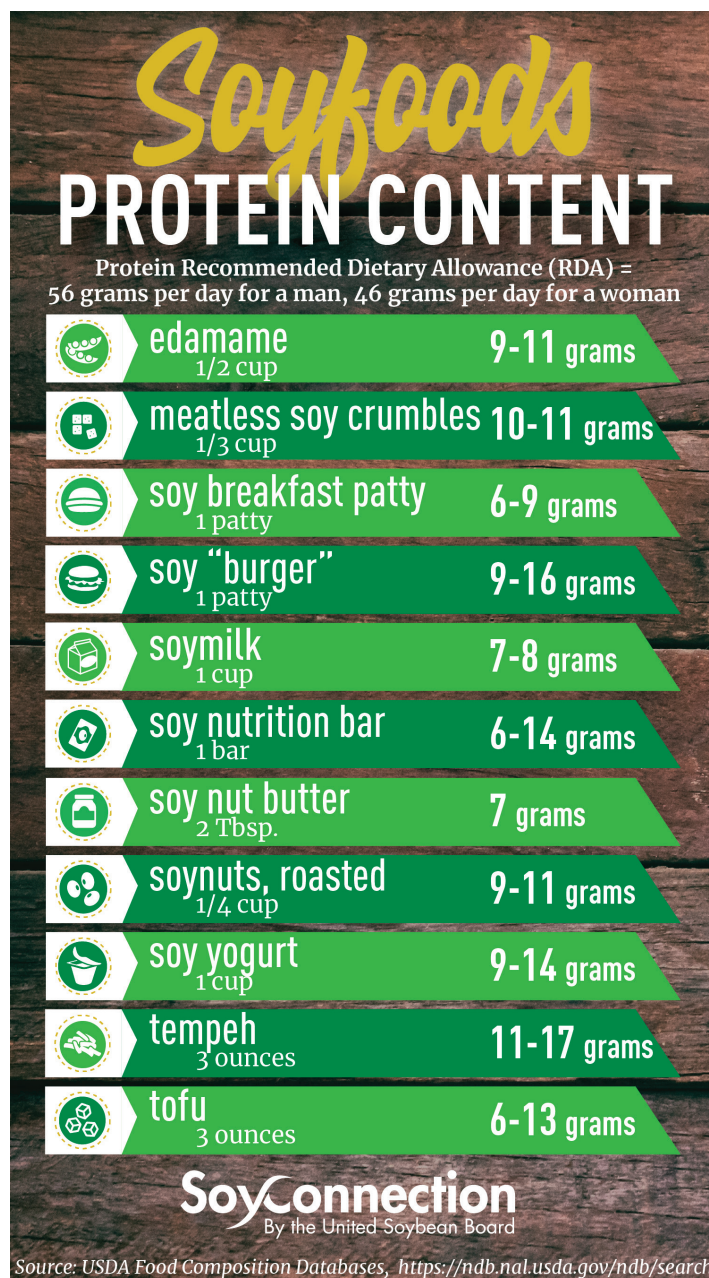 Soyfoods
PROTEIN CONTENT
Protein Recommended Dietary Allowance (RDA) =
56 grams per day for a man, 46 grams per day for a woman
edamame
1/2 cup
9-11 grams
meatless soy crumbles
1/3 cup
10-11 grams
soy breakfast patty
1 patty
6-9 grams
soy “burger”
1 patty
9-16 grams
soymilk
1 cup
7-8 grams
soy nutrition bar
1 bar
6-14 grams
soy nut butter
2 Tbsp.
7 grams
soynuts, roasted
1/4 cup
9-11 grams
soy yogurt
1 cup
9-14 grams
tempeh
3 ounces
11-17 grams
tofu
3 ounces
6-13 grams
SoyConnection
By the United Soybean Board
Source: USDA Food Composition Databases, https://ndb.nal.usda.gov/ndb/search